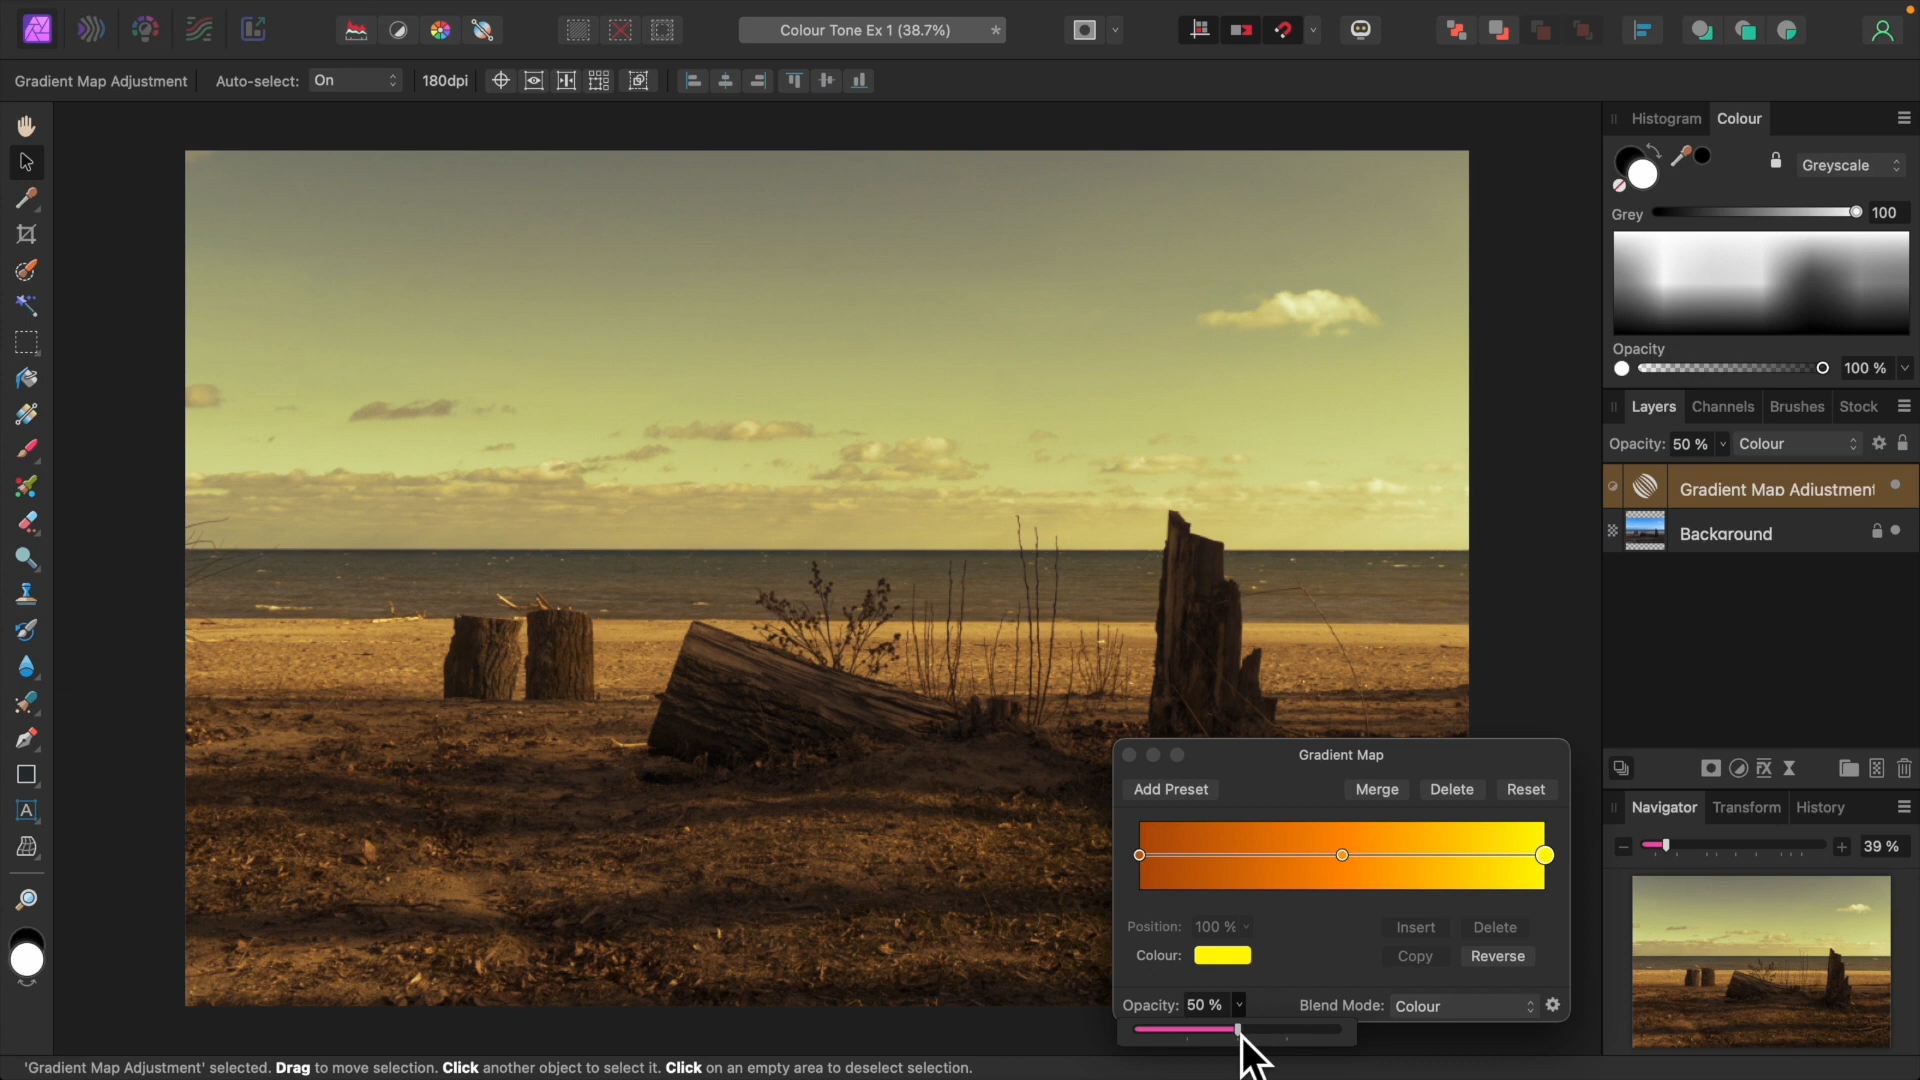 Colour Tone Ex 1 (38.7%)
*
Gradient Map Adjustment
Auto-select: On
180dpi
Histogram Colour
Greyscale
Grey 100
Opacity
100 %
Layers Channels Brushes Stock
Opacity: 50 % Colour
Gradient Map Adjustment
Background
Gradient Map
Add Preset Merge Delete Reset
Navigator Transform History
39 %
Position: 100 % Insert Delete
Colour: Copy Reverse
Opacity: 50 % Blend Mode: Colour
'Gradient Map Adjustment' selected. Drag to move selection. Click another object to select it. Click on an empty area to deselect selection.